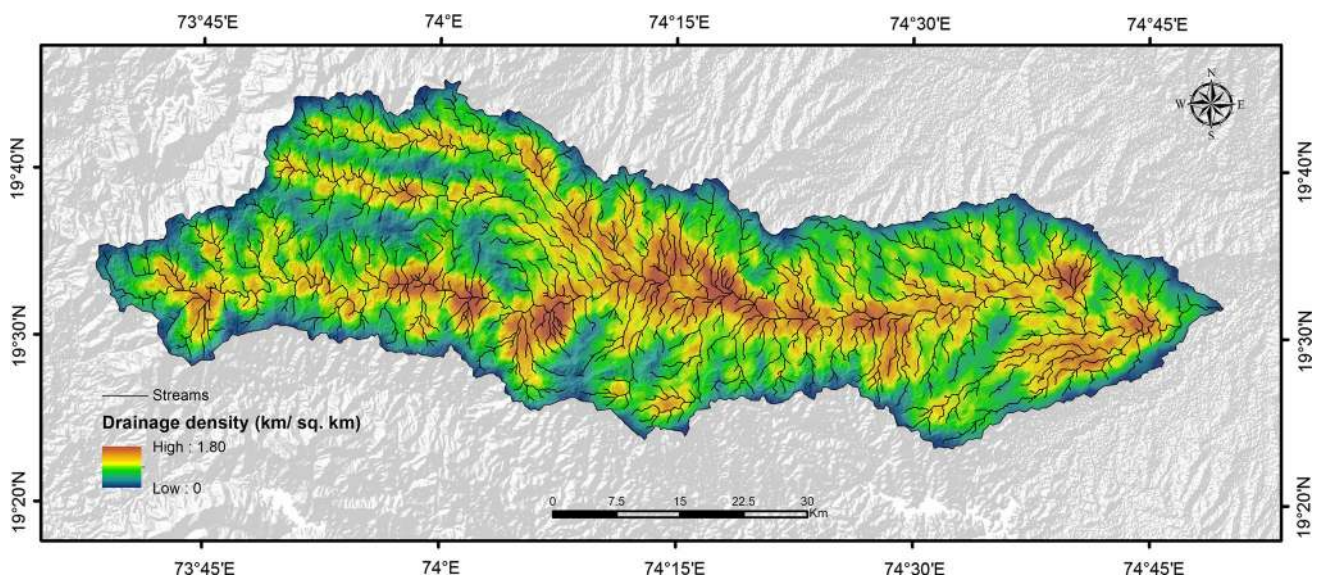 73°45'E 74°E 74°15'E 74°30'E 74°45'E
N
W E
S
19°40'N 19°40'N
19°30'N 19°30'N
Streams
Drainage density (km/ sq. km)
High : 1.80
Low : 0
19°20'N 19°20'N
0 7.5 15 22.5 30
Km
73°45'E 74°E 74°15'E 74°30'E 74°45'E